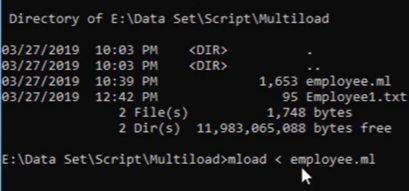 Directory of E:\Data Set\Script\Multiload
03/27/2019 10:03 PM <DIR> .
03/27/2019 10:03 PM <DIR> ..
03/27/2019 10:39 PM 1,653 employee.ml
03/27/2019 12:42 PM 95 Employee1.txt
2 File(s) 1,748 bytes
2 Dir(s) 11,983,065,088 bytes free
E:\Data Set\Script\Multiload>mload < employee.ml